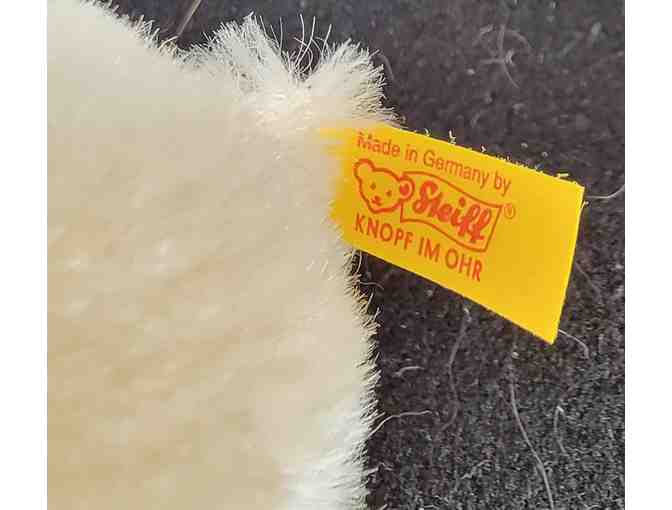 Made in Germany by
Steiff®
KNOPF IM OHR